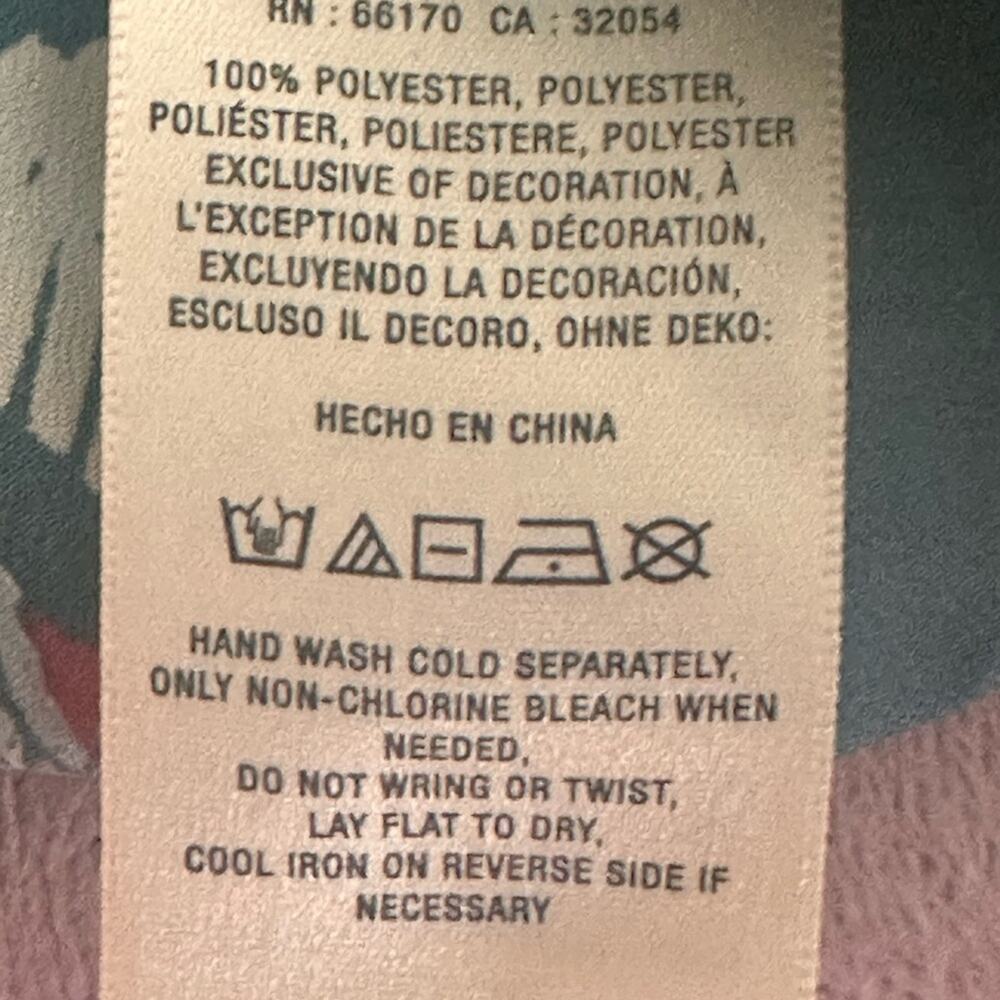 RN : 66170 CA : 32054
100% POLYESTER, POLYESTER,
POLIÉSTER, POLIESTERE, POLYESTER
EXCLUSIVE OF DECORATION, À
L'EXCEPTION DE LA DÉCORATION,
EXCLUYENDO LA DECORACIÓN,
ESCLUSO IL DECORO, OHNE DEKO:
HECHO EN CHINA
HAND WASH COLD SEPARATELY,
ONLY NON-CHLORINE BLEACH WHEN
NEEDED,
DO NOT WRING OR TWIST,
LAY FLAT TO DRY,
COOL IRON ON REVERSE SIDE IF
NECESSARY